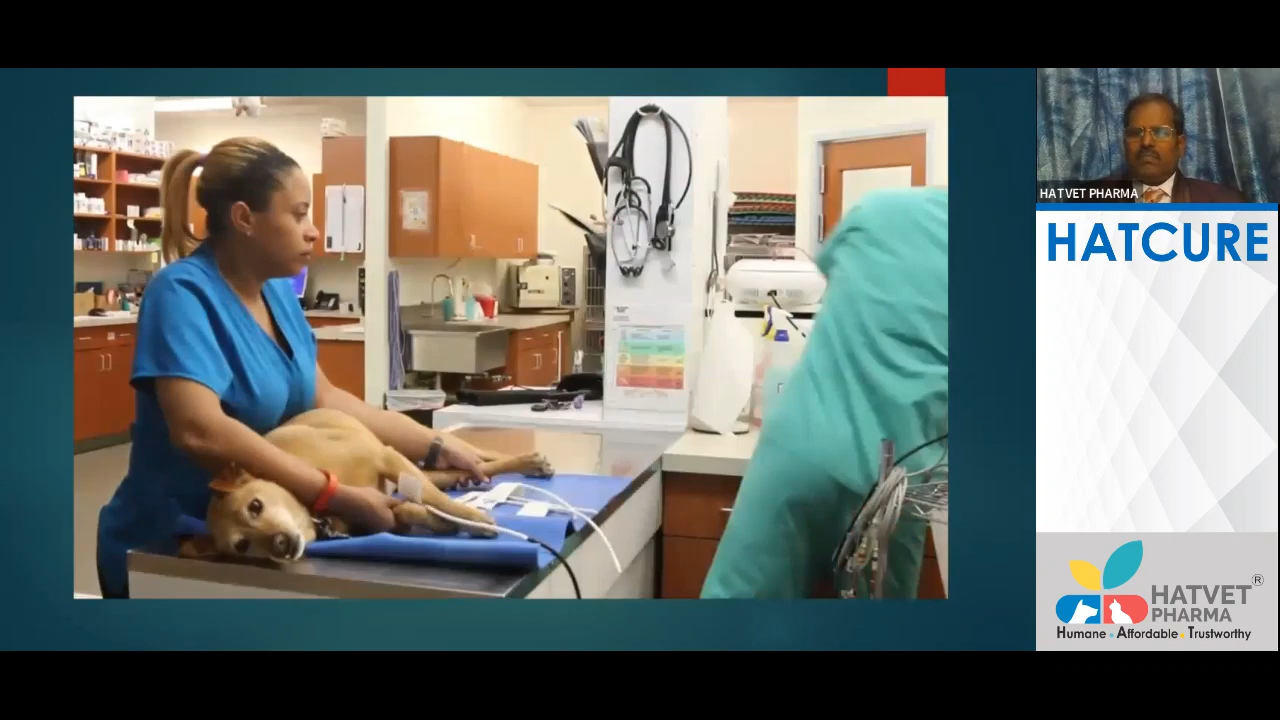 HATVET PHARMA
HATCURE
HATVET®
PHARMA
Humane • Affordable • Trustworthy